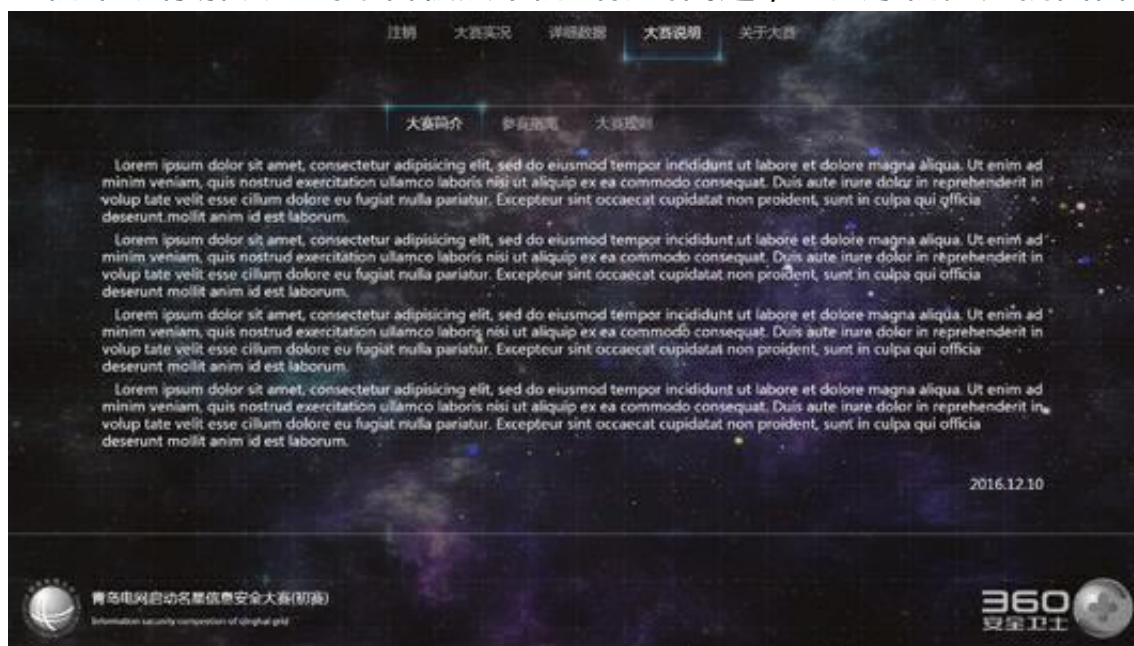 注销 大赛实况 详细数据 大赛说明 关于大赛
大赛简介 参赛指南 大赛规则
Lorem ipsum dolor sit amet, consectetur adipisicing elit, sed do eiusmod tempor incididunt ut labore et dolore magna aliqua. Ut enim ad
minim veniam, quis nostrud exercitation ullamco laboris nisi ut aliquip ex ea commodo consequat. Duis aute irure dolor in reprehenderit in
volup tate velit esse cillum dolore eu fugiat nulla pariatur. Excepteur sint occaecat cupidatat non proident, sunt in culpa qui officia
deserunt mollit anim id est laborum.
Lorem ipsum dolor sit amet, consectetur adipisicing elit, sed do eiusmod tempor incididunt ut labore et dolore magna aliqua. Ut enim ad
minim veniam, quis nostrud exercitation ullamco laboris nisi ut aliquip ex ea commodo consequat. Duis aute irure dolor in reprehenderit in
volup tate velit esse cillum dolore eu fugiat nulla pariatur. Excepteur sint occaecat cupidatat non proident, sunt in culpa qui officia
deserunt mollit anim id est laborum.
Lorem ipsum dolor sit amet, consectetur adipisicing elit, sed do eiusmod tempor incididunt ut labore et dolore magna aliqua. Ut enim ad
minim veniam, quis nostrud exercitation ullamco laboris nisi ut aliquip ex ea commodo consequat. Duis aute irure dolor in reprehenderit in
volup tate velit esse cillum dolore eu fugiat nulla pariatur. Excepteur sint occaecat cupidatat non proident, sunt in culpa qui officia
deserunt mollit anim id est laborum.
Lorem ipsum dolor sit amet, consectetur adipisicing elit, sed do eiusmod tempor incididunt ut labore et dolore magna aliqua. Ut enim ad
minim veniam, quis nostrud exercitation ullamco laboris nisi ut aliquip ex ea commodo consequat. Duis aute irure dolor in reprehenderit in
volup tate velit esse cillum dolore eu fugiat nulla pariatur. Excepteur sint occaecat cupidatat non proident, sunt in culpa qui officia
deserunt mollit anim id est laborum.
2016.12.10
青岛电网启动名星信息安全大赛(初赛)
360
安全卫士